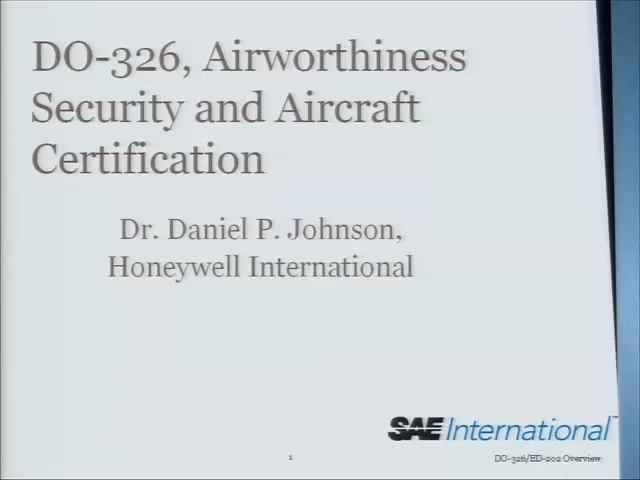 DO-326, Airworthiness
Security and Aircraft
Certification
Dr. Daniel P. Johnson,
Honeywell International
SAE International™
1
DO-326/ED-202 Overview